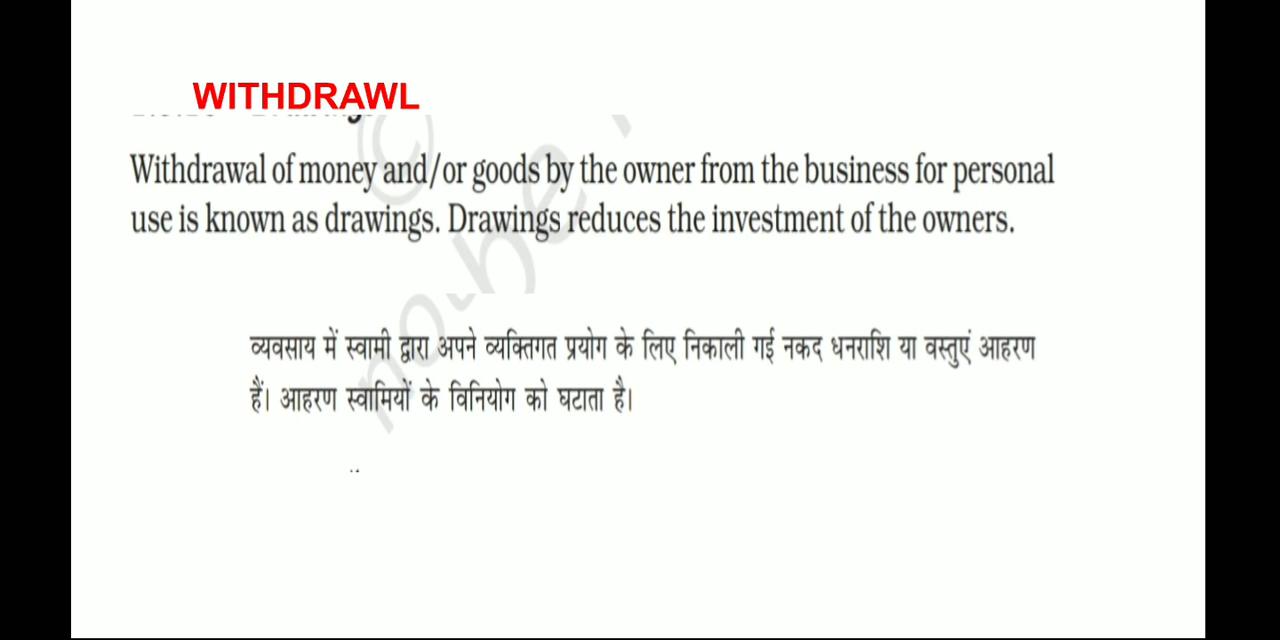 WITHDRAWL
Withdrawal of money and/or goods by the owner from the business for personal
use is known as drawings. Drawings reduces the investment of the owners.
व्यवसाय में स्वामी द्वारा अपने व्यक्तिगत प्रयोग के लिए निकाली गई नकद धनराशि या वस्तुएं आहरण
हैं। आहरण स्वामियों के विनियोग को घटाता है।